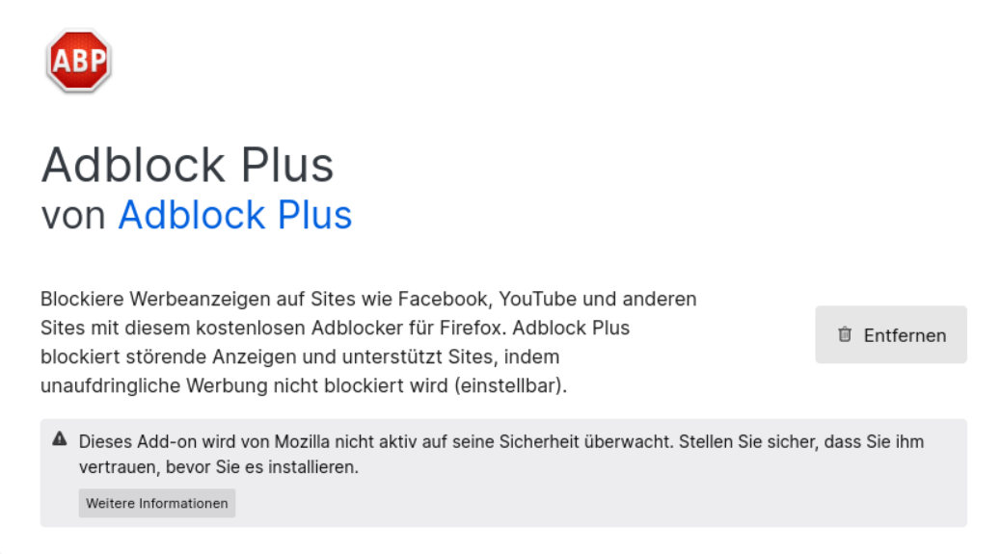 ABP
Adblock Plus
von Adblock Plus
Blockiere Werbeanzeigen auf Sites wie Facebook, YouTube und anderen
Sites mit diesem kostenlosen Adblocker für Firefox. Adblock Plus
blockiert störende Anzeigen und unterstützt Sites, indem
unaufdringliche Werbung nicht blockiert wird (einstellbar).
Entfernen
Dieses Add-on wird von Mozilla nicht aktiv auf seine Sicherheit überwacht. Stellen Sie sicher, dass Sie ihm
vertrauen, bevor Sie es installieren.
Weitere Informationen